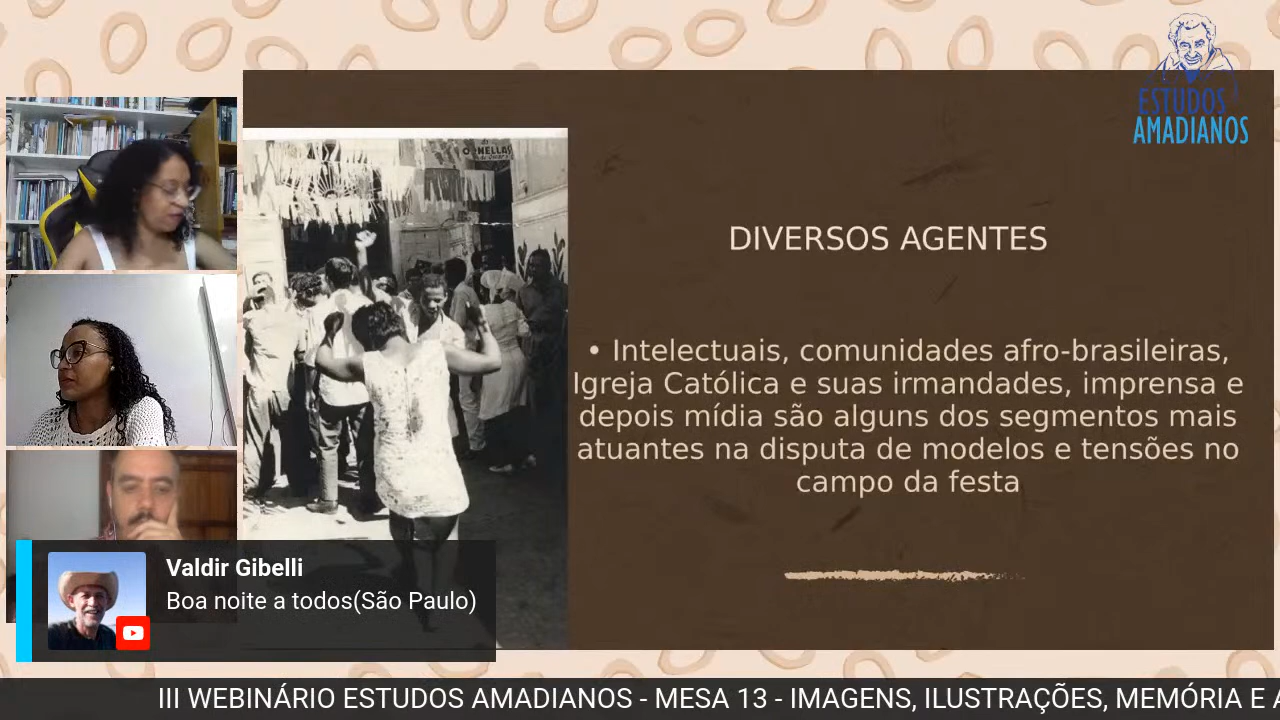 ESTUDOS
AMADIANOS
DIVERSOS AGENTES
• Intelectuais, comunidades afro-brasileiras,
Igreja Católica e suas irmandades, imprensa e
depois mídia são alguns dos segmentos mais
atuantes na disputa de modelos e tensões no
campo da festa
Valdir Gibelli
Boa noite a todos(São Paulo)
III WEBINÁRIO ESTUDOS AMADIANOS - MESA 13 - IMAGENS, ILUSTRAÇÕES, MEMÓRIA E